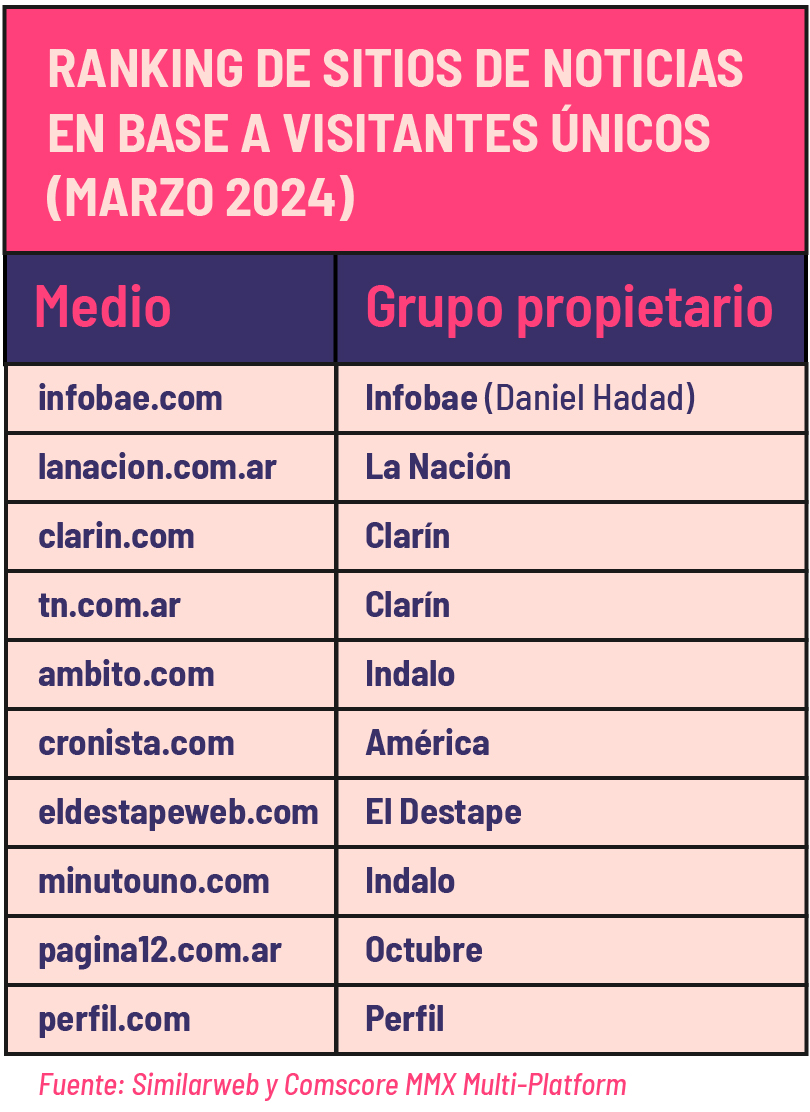 RANKING DE SITIOS DE NOTICIAS
EN BASE A VISITANTES ÚNICOS
(MARZO 2024)
Medio Grupo propietario
infobae.com Infobae (Daniel Hadad)
lanacion.com.ar La Nación
clarin.com Clarín
tn.com.ar Clarín
ambito.com Indalo
cronista.com América
eldestapeweb.com El Destape
minutouno.com Indalo
pagina12.com.ar Octubre
perfil.com Perfil
Fuente: Similarweb y Comscore MMX Multi-Platform